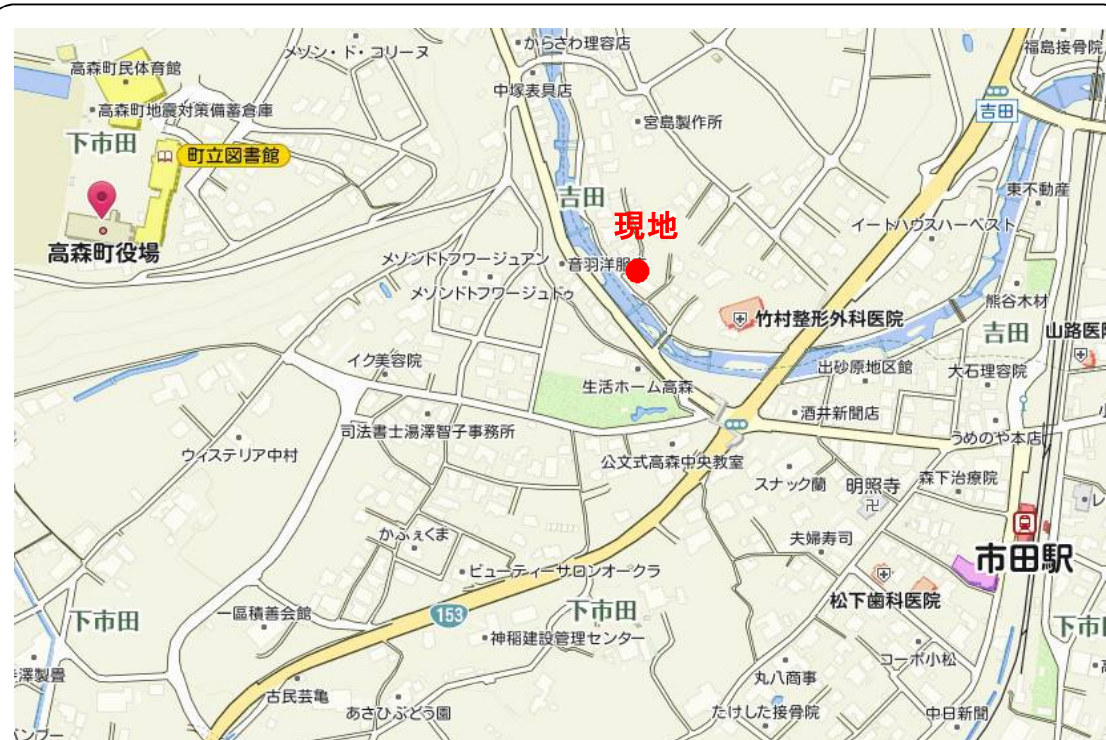 からさわ理容店
福島接骨院
メゾン・ド・コリーヌ
高森町民体育館
中塚表具店
高森町地震対策備蓄倉庫
吉田
宮島製作所
下市田
町立図書館
吉田
東不動産
現地
イートハウスハーベスト
高森町役場
メゾンドトフワージュアン
音羽洋服
メゾンドトフワージュドゥ
熊谷木材
竹村整形外科医院
吉田
山路医院
イク美容院
出砂原地区館
大石理容院
生活ホーム高森
酒井新聞店
司法書士湯澤智子事務所
うめのや本店
ウィステリア中村
公文式高森中央教室
スナック蘭
明照寺
森下治療院
レ
かふぇくま
夫婦寿司
市田駅
ビューティーサロンオークラ
松下歯科医院
一區積善会館
153
下市田
下市田
下市
神稲建設管理センター
コーポ小松
澤製畳
丸八商事
古民芸亀
あさひぶどう園
たけした接骨院
中日新聞
バンブー